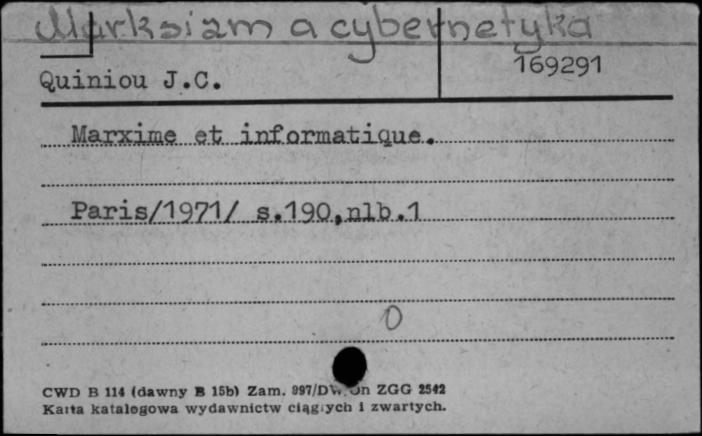 Marksizm a cybernetyka
169291
Quiniou J.C.
Marxime et informatique.
Paris/1971/ s.190,nlb.1
0
CWD B 114 (dawny B 15b) Zam. 997/DW. ZGG 2542
Karta katalogowa wydawnictw ciągłych i zwartych.